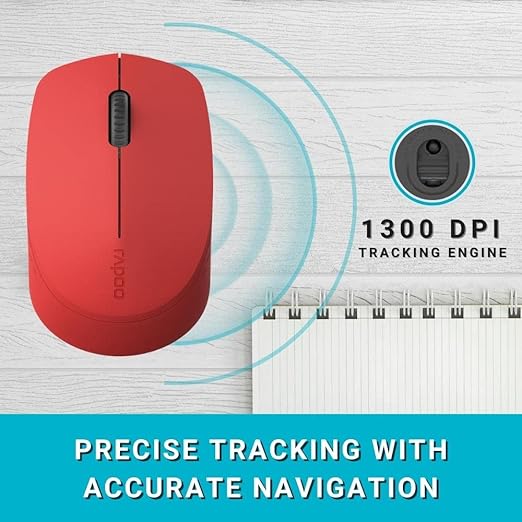 rapoo
1300 DPI
TRACKING ENGINE
PRECISE TRACKING WITH
ACCURATE NAVIGATION